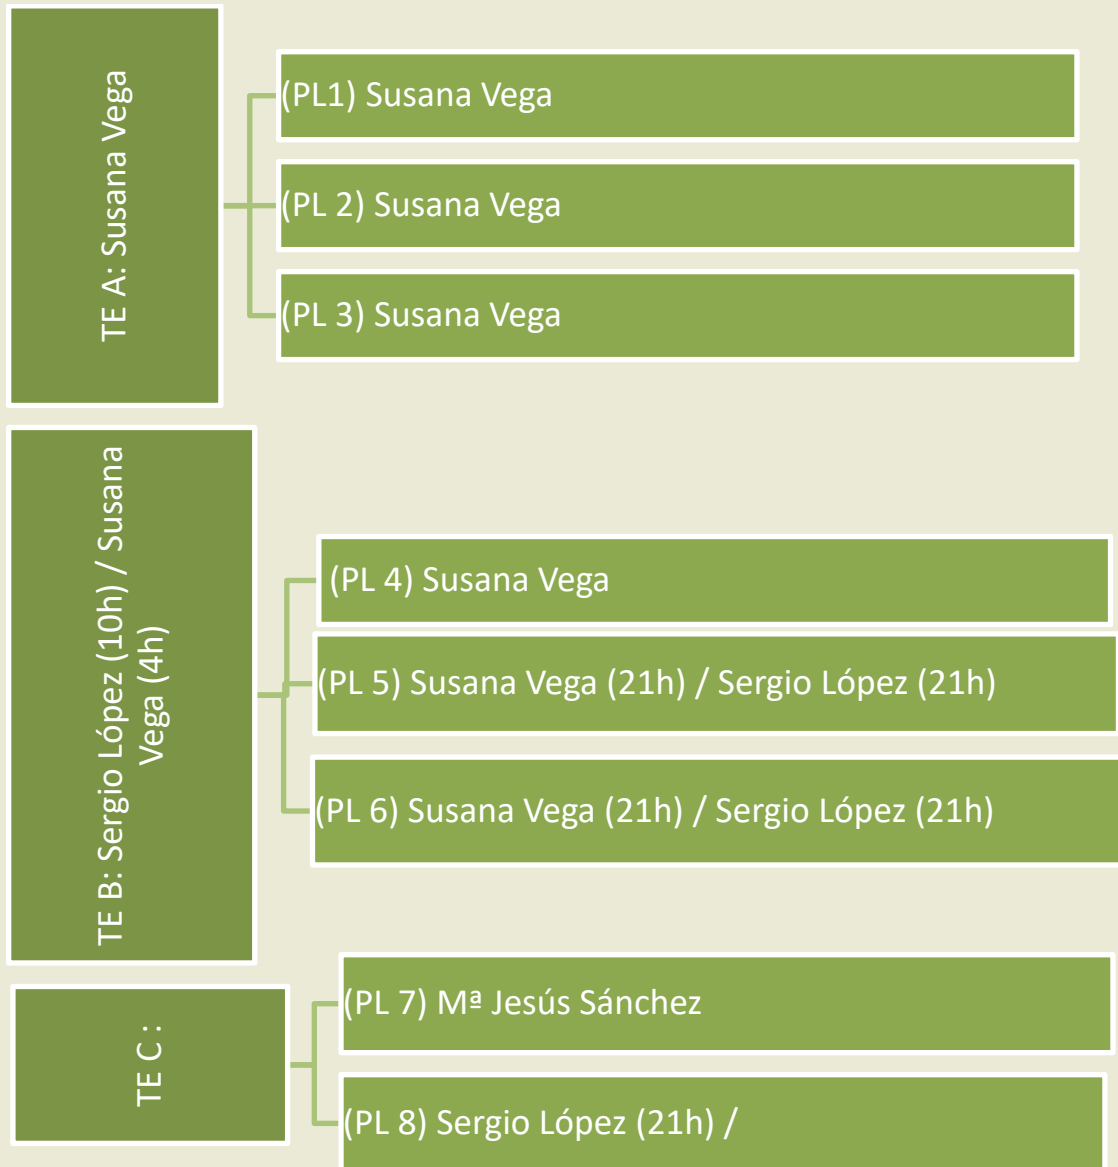 TE A: Susana Vega
(PL1) Susana Vega
(PL 2) Susana Vega
(PL 3) Susana Vega
TE B: Sergio López (10h) / Susana
Vega (4h)
(PL 4) Susana Vega
(PL 5) Susana Vega (21h) / Sergio López (21h)
(PL 6) Susana Vega (21h) / Sergio López (21h)
TE C :
(PL 7) Mª Jesús Sánchez
(PL 8) Sergio López (21h) /